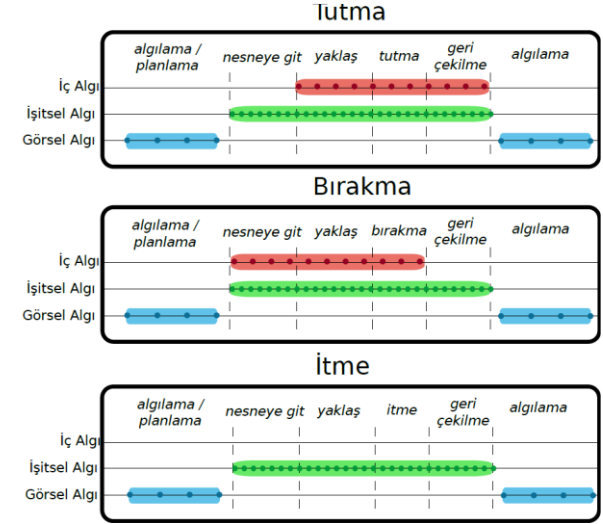 Tutma
algılama / planlama nesneye git yaklaş tutma geri çekilme algılama
İç Algı
İşitsel Algı
Görsel Algı
Bırakma
algılama / planlama nesneye git yaklaş bırakma geri çekilme algılama
İç Algı
İşitsel Algı
Görsel Algı
İtme
algılama / planlama nesneye git yaklaş itme geri çekilme algılama
İç Algı
İşitsel Algı
Görsel Algı